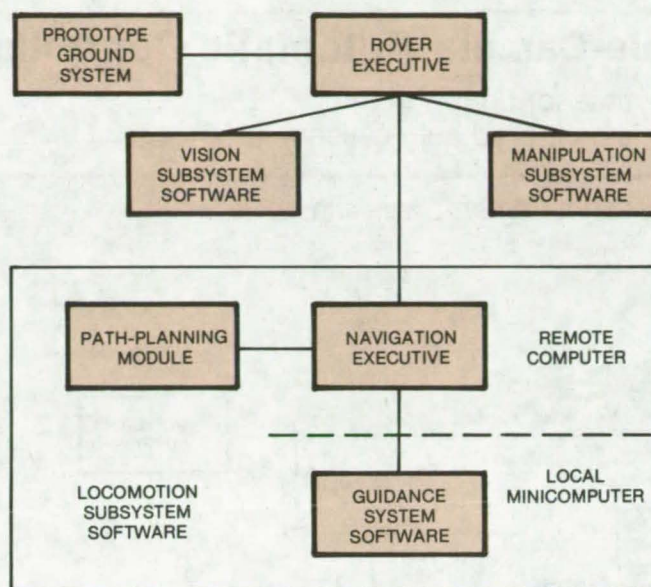 PROTOTYPE
GROUND
SYSTEM
ROVER
EXECUTIVE
VISION
SUBSYSTEM
SOFTWARE
MANIPULATION
SUBSYSTEM
SOFTWARE
PATH-PLANNING
MODULE
NAVIGATION
EXECUTIVE
REMOTE
COMPUTER
LOCOMOTION
SUBSYSTEM
SOFTWARE
GUIDANCE
SYSTEM
SOFTWARE
LOCAL
MINICOMPUTER